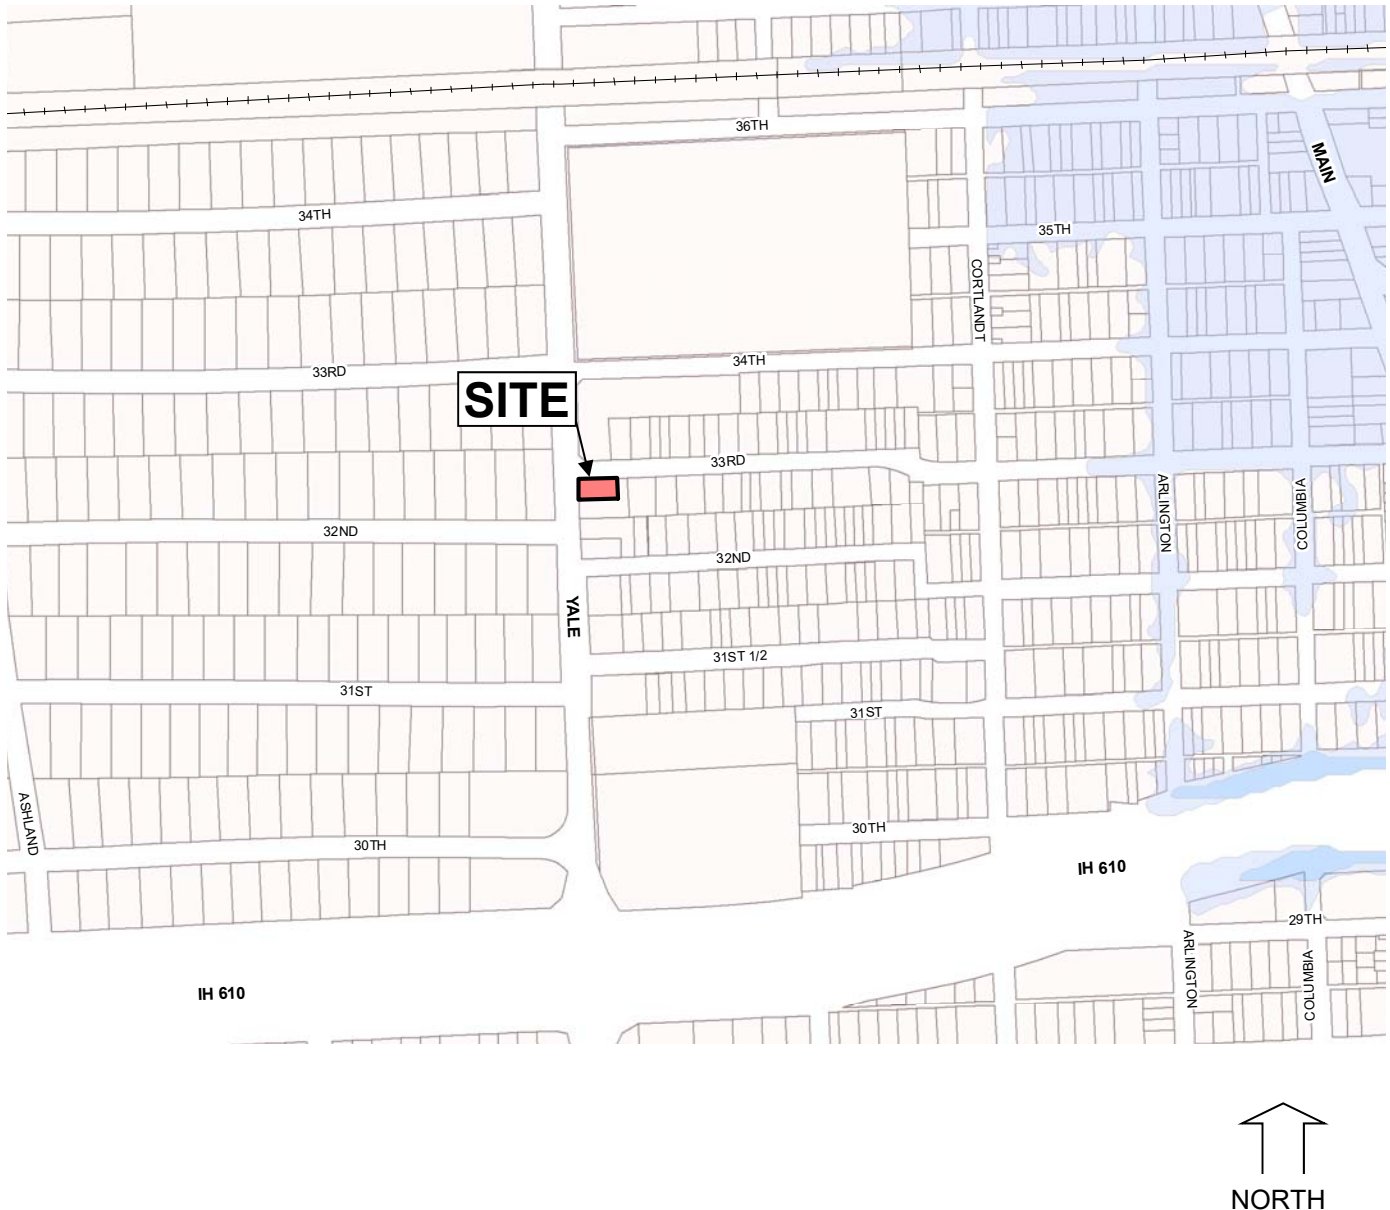 36TH
MAIN
34TH
35TH
CORTLANDT
34TH
33RD
SITE
33RD
ARLINGTON
COLUMBIA
32ND
32ND
YALE
31ST 1/2
31ST
31ST
ASHLAND
30TH
30TH
IH 610
29TH
ARLINGTON
COLUMBIA
IH 610
NORTH